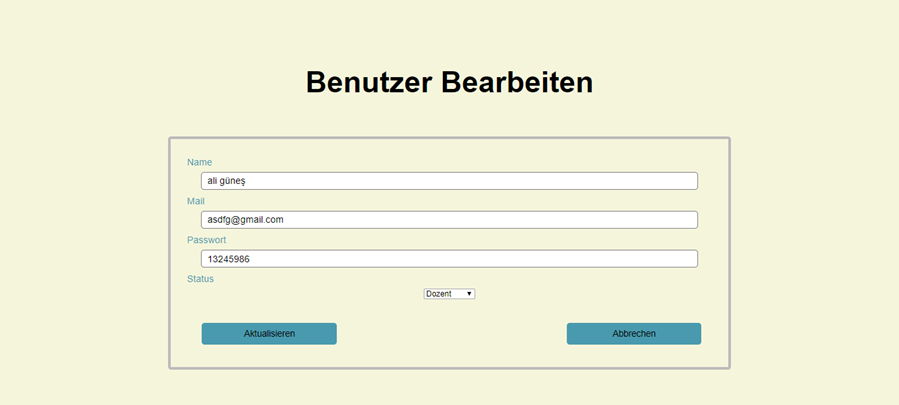 Benutzer Bearbeiten
Name
ali güneş
Mail
asdfg@gmail.com
Passwort
13245986
Status
Dozent
Aktualisieren
Abbrechen